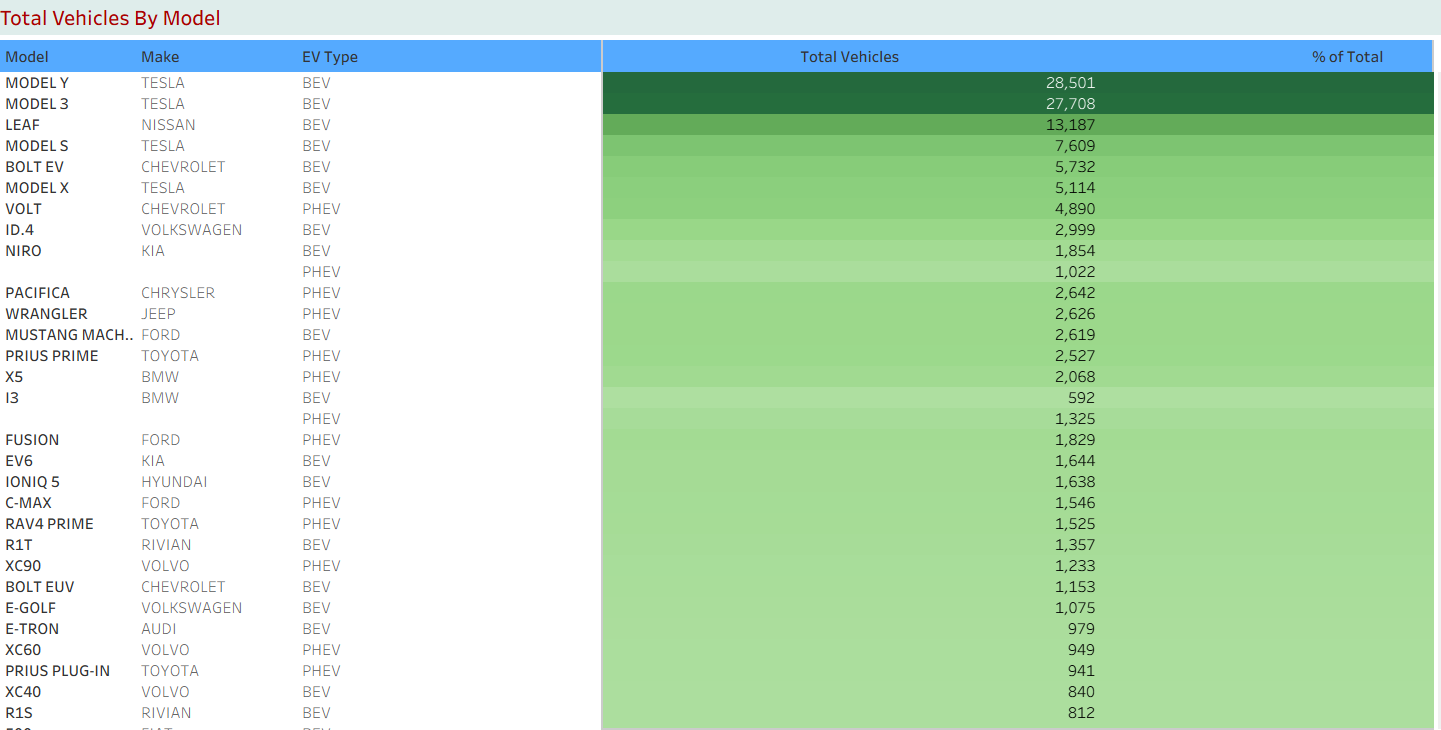 Total Vehicles By Model
Model Make EV Type Total Vehicles % of Total
MODEL Y TESLA BEV 28,501
MODEL 3 TESLA BEV 27,708
LEAF NISSAN BEV 13,187
MODEL S TESLA BEV 7,609
BOLT EV CHEVROLET BEV 5,732
MODEL X TESLA BEV 5,114
VOLT CHEVROLET PHEV 4,890
ID.4 VOLKSWAGEN BEV 2,999
NIRO KIA BEV 1,854
PHEV 1,022
PACIFICA CHRYSLER PHEV 2,642
WRANGLER JEEP PHEV 2,626
MUSTANG MACH.. FORD BEV 2,619
PRIUS PRIME TOYOTA PHEV 2,527
X5 BMW PHEV 2,068
I3 BMW BEV 592
PHEV 1,325
FUSION FORD PHEV 1,829
EV6 KIA BEV 1,644
IONIQ 5 HYUNDAI BEV 1,638
C-MAX FORD PHEV 1,546
RAV4 PRIME TOYOTA PHEV 1,525
R1T RIVIAN BEV 1,357
XC90 VOLVO PHEV 1,233
BOLT EUV CHEVROLET BEV 1,153
E-GOLF VOLKSWAGEN BEV 1,075
E-TRON AUDI BEV 979
XC60 VOLVO PHEV 949
PRIUS PLUG-IN TOYOTA PHEV 941
XC40 VOLVO BEV 840
R1S RIVIAN BEV 812